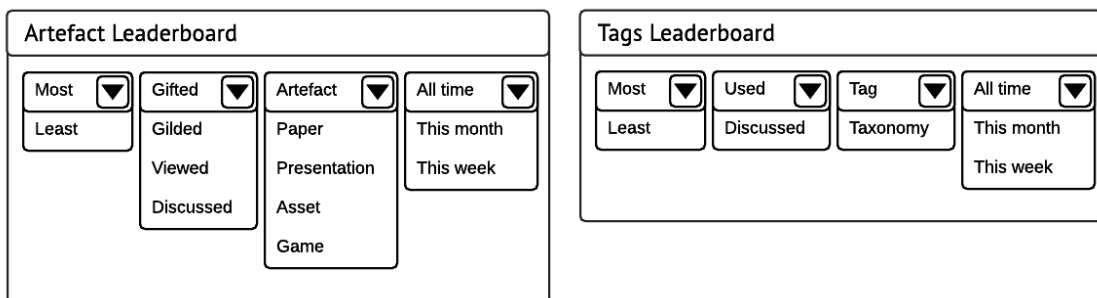 Artefact Leaderboard
Most Gifted Artefact All time
Least Gilded Paper This month
Viewed Presentation This week
Discussed Asset
Game
Tags Leaderboard
Most Used Tag All time
Least Discussed Taxonomy This month
This week